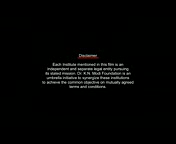 Disclaimer
Each Institute mentioned in this film is an
independent and separate legal entity pursuing
its stated mission. Dr. K.N. Modi Foundation is an
umbrella initiative to synergize these institutions
to achieve the common objective on mutually agreed
terms and conditions.